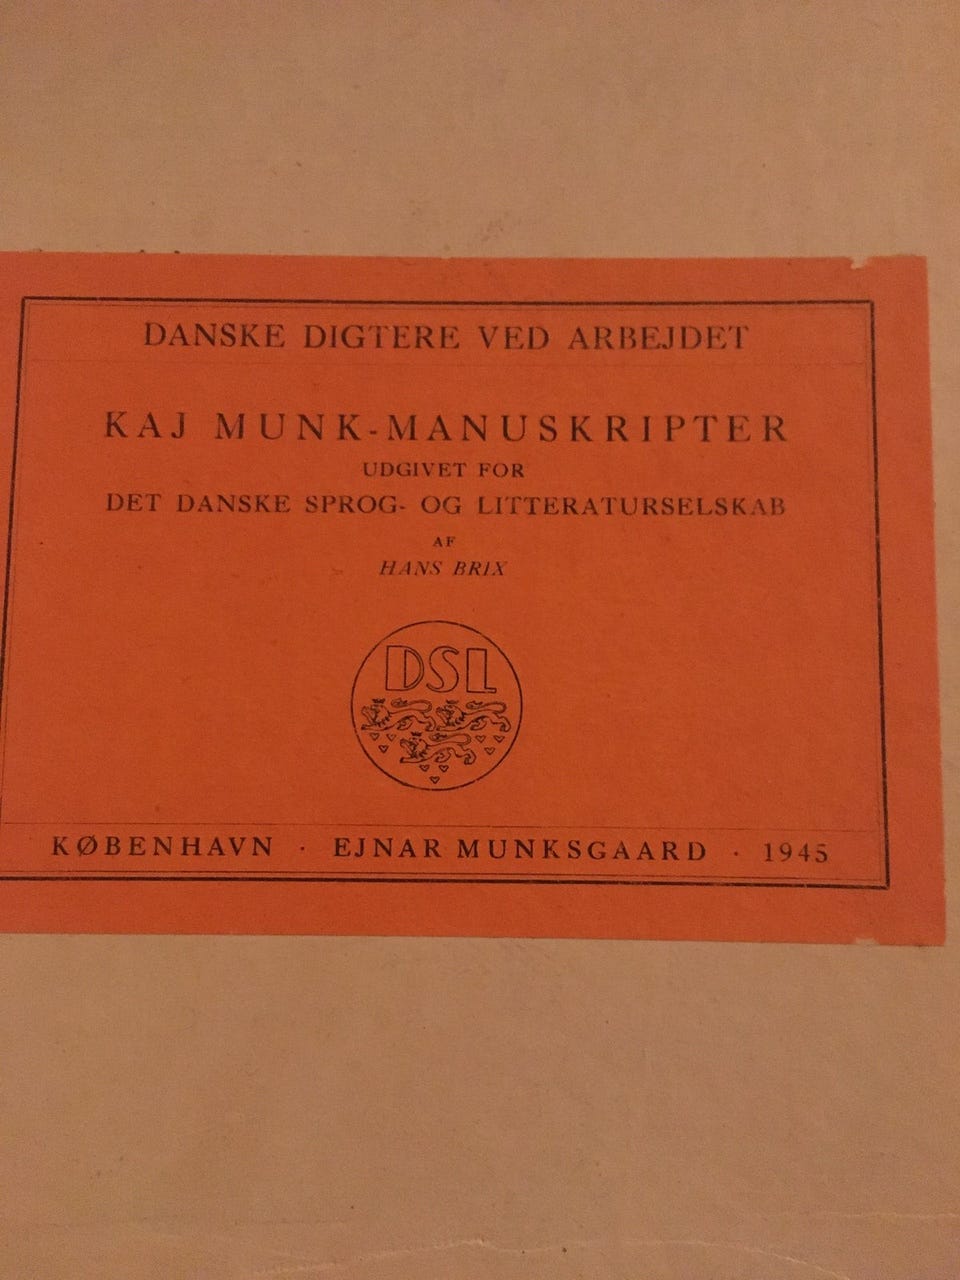 DANSKE DIGTERE VED ARBEJDET
KAJ MUNK-MANUSKRIPTER
UDGIVET FOR
DET DANSKE SPROG- OG LITTERATURSELSKAB
AF
HANS BRIX
DSL
KØBENHAVN · EJNAR MUNKSGAARD · 1945